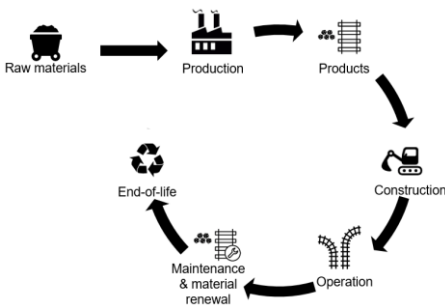 Raw materials
Production
Products
Construction
Operation
Maintenance
& material
renewal
End-of-life